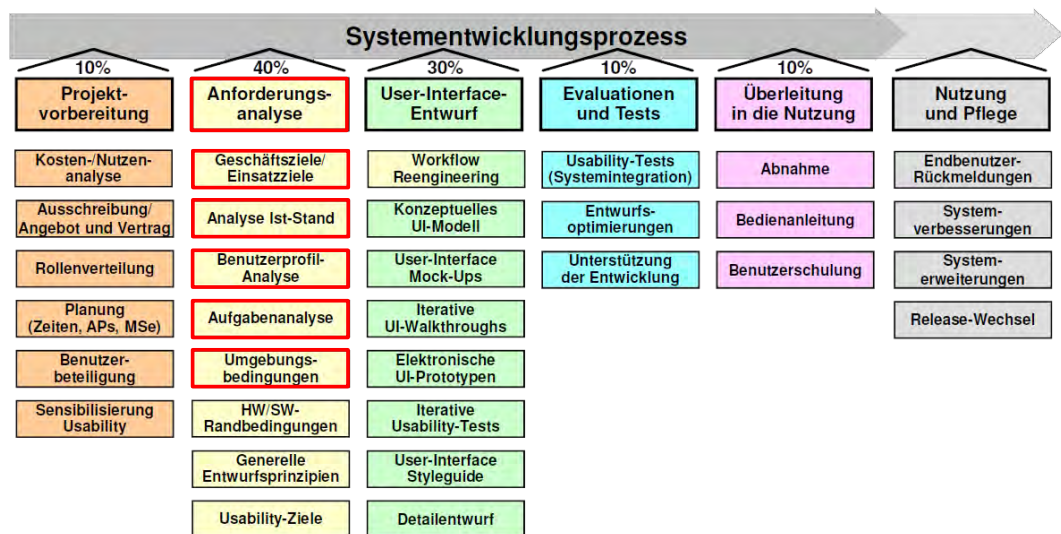 Systementwicklungsprozess
10%
40%
30%
10%
10%
Projekt-
vorbereitung
Anforderungs-
analyse
User-Interface-
Entwurf
Evaluationen
und Tests
Überleitung
in die Nutzung
Nutzung
und Pflege
Kosten-/Nutzen-
analyse
Ausschreibung/
Angebot und Vertrag
Rollenverteilung
Planung
(Zeiten, APs, MSe)
Benutzer-
beteiligung
Sensibilisierung
Usability
Geschäftsziele/
Einsatzziele
Analyse Ist-Stand
Benutzerprofil-
Analyse
Aufgabenanalyse
Umgebungs-
bedingungen
HW/SW-
Randbedingungen
Generelle
Entwurfsprinzipien
Usability-Ziele
Workflow
Reengineering
Konzeptuelles
UI-Modell
User-Interface
Mock-Ups
Iterative
UI-Walkthroughs
Elektronische
UI-Prototypen
Iterative
Usability-Tests
User-Interface
Styleguide
Detailentwurf
Usability-Tests
(Systemintegration)
Entwurfs-
optimierungen
Unterstützung
der Entwicklung
Abnahme
Bedienanleitung
Benutzerschulung
Endbenutzer-
Rückmeldungen
System-
verbesserungen
System-
erweiterungen
Release-Wechsel